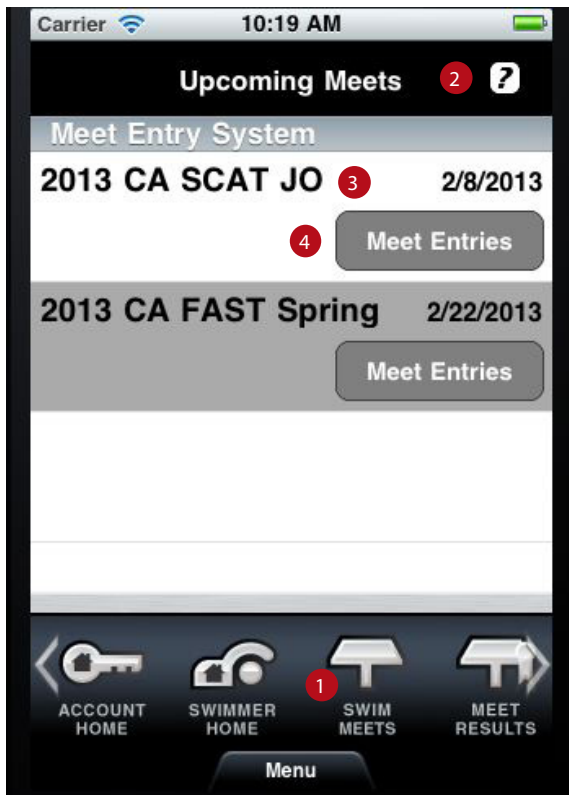 Carrier 10:19 AM
Upcoming Meets 2 ?
Meet Entry System
2013 CA SCAT JO 3 2/8/2013
4 Meet Entries
2013 CA FAST Spring 2/22/2013
Meet Entries
1
ACCOUNT SWIMMER SWIM MEET
HOME HOME MEETS RESULTS
Menu